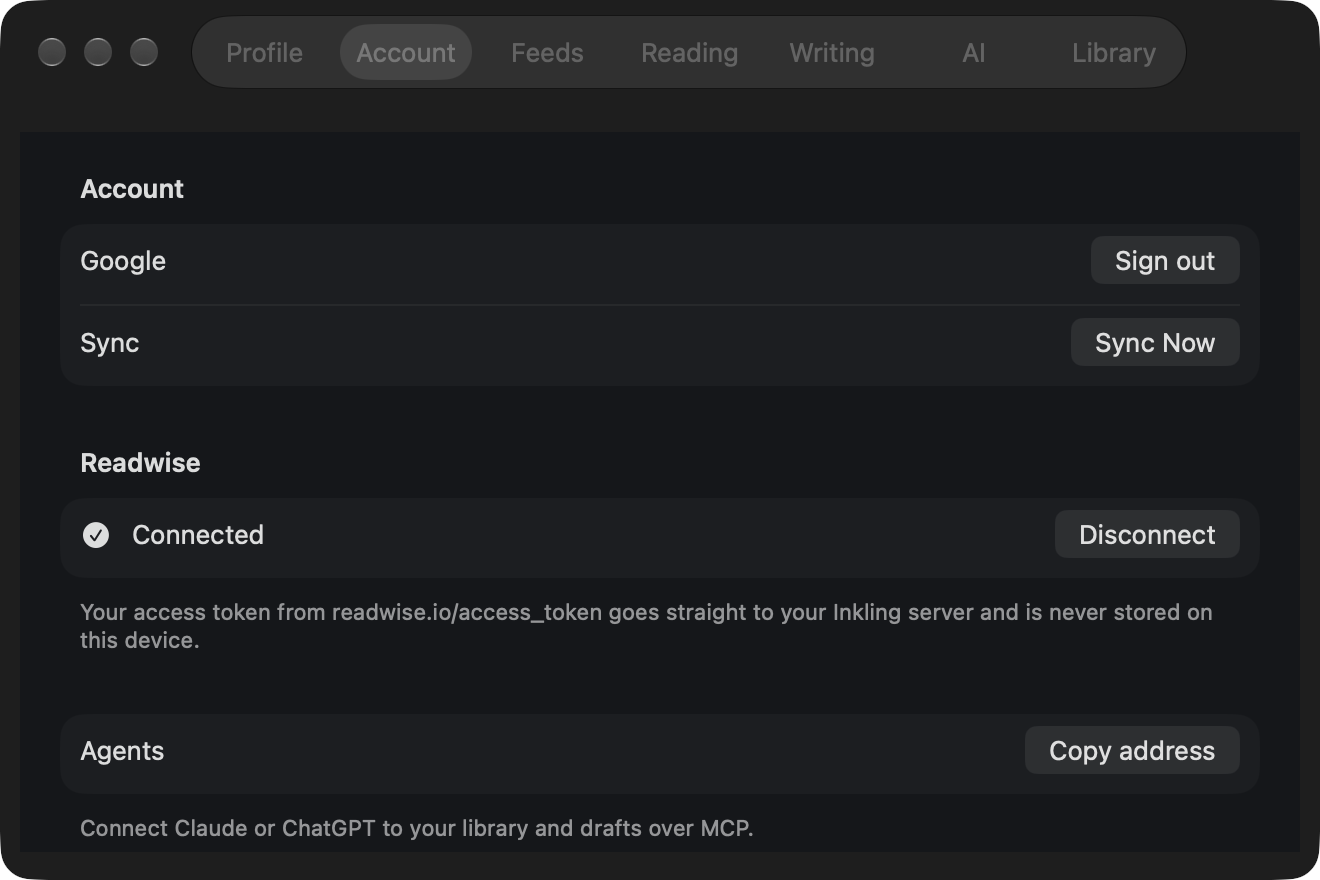 Profile Account Feeds Reading Writing AI Library
Account
Google Sign out
Sync Sync Now
Readwise
Connected Disconnect
Your access token from readwise.io/access_token goes straight to your Inkling server and is never stored on
this device.
Agents Copy address
Connect Claude or ChatGPT to your library and drafts over MCP.